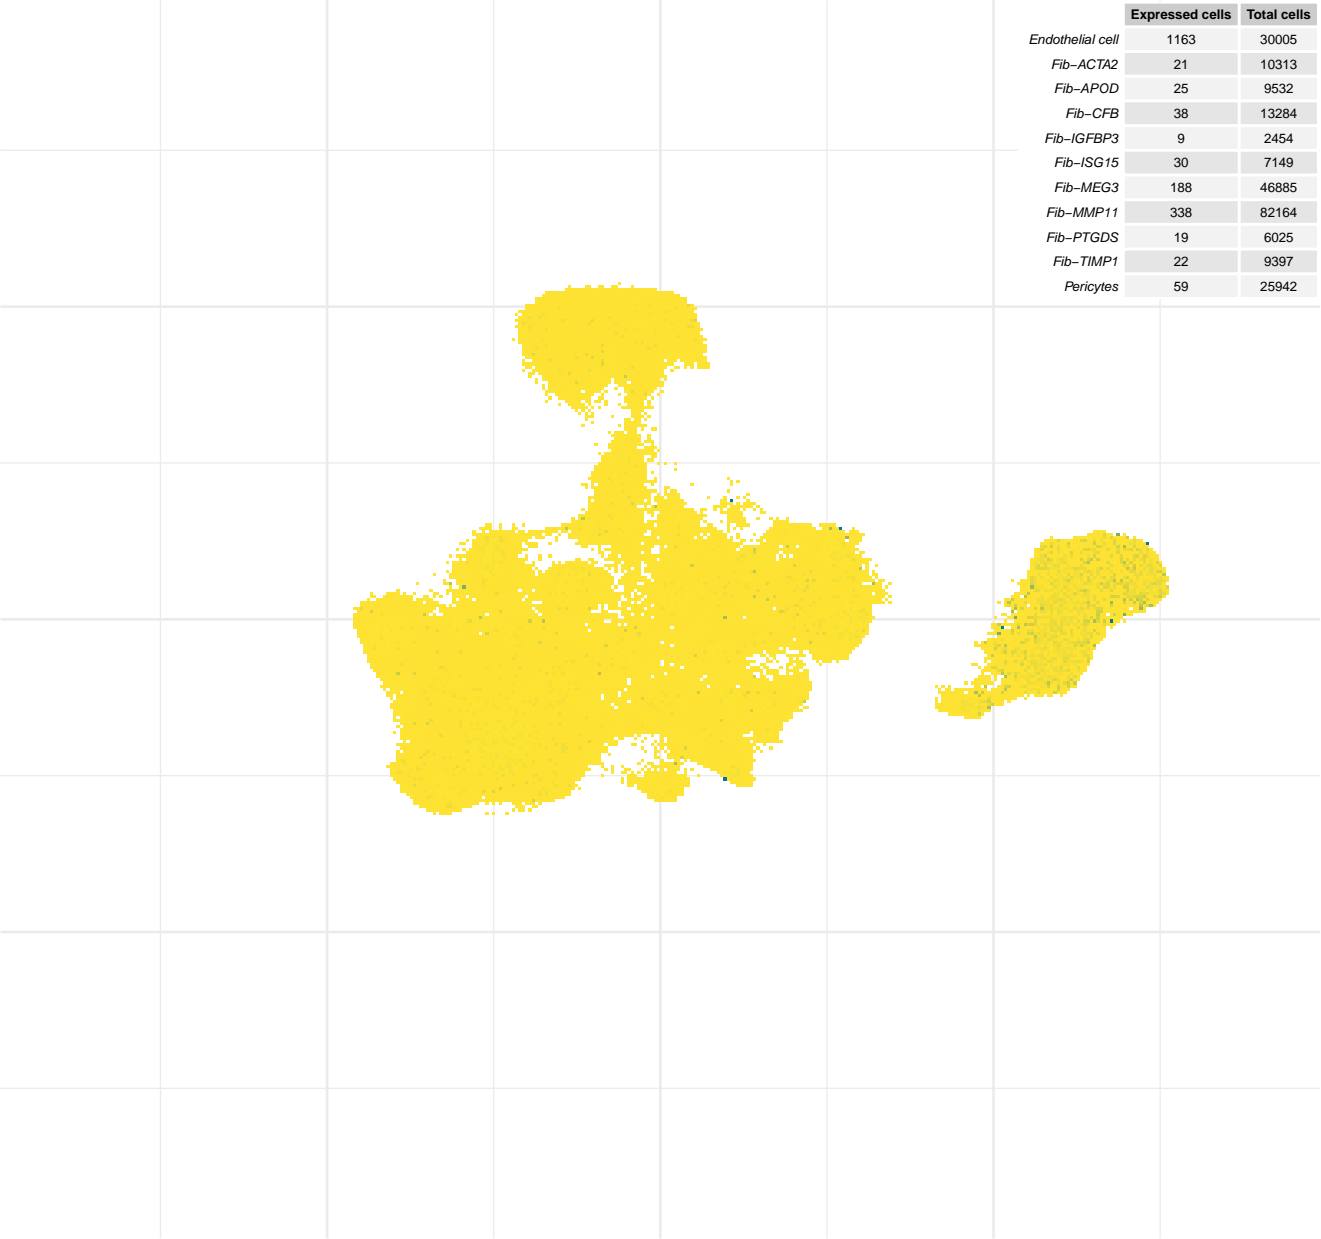 Expressed cells Total cells
Endothelial cell 1163 30005
Fib−ACTA2 21 10313
Fib−APOD 25 9532
Fib−CFB 38 13284
Fib−IGFBP3 9 2454
Fib−ISG15 30 7149
Fib−MEG3 188 46885
Fib−MMP11 338 82164
Fib−PTGDS 19 6025
Fib−TIMP1 22 9397
Pericytes 59 25942